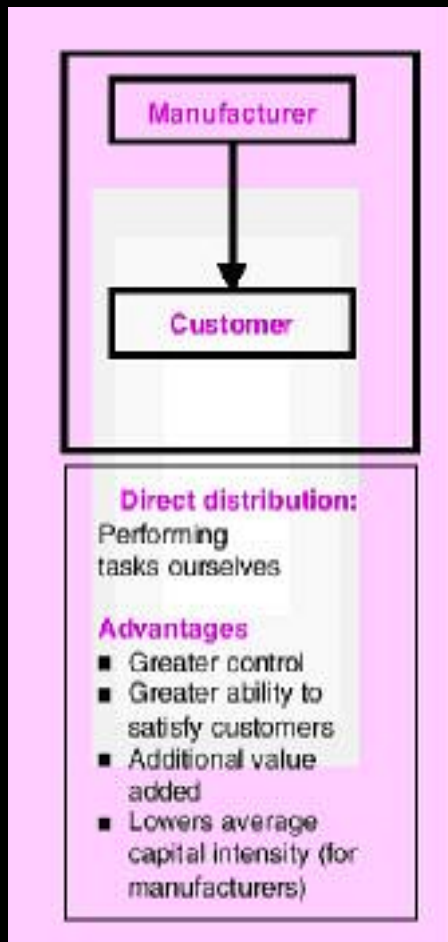 Manufacturer
Customer
Direct distribution:
Performing
tasks ourselves
Advantages
■ Greater control
■ Greater ability to
satisfy customers
■ Additional value
added
■ Lowers average
capital intensity (for
manufacturers)